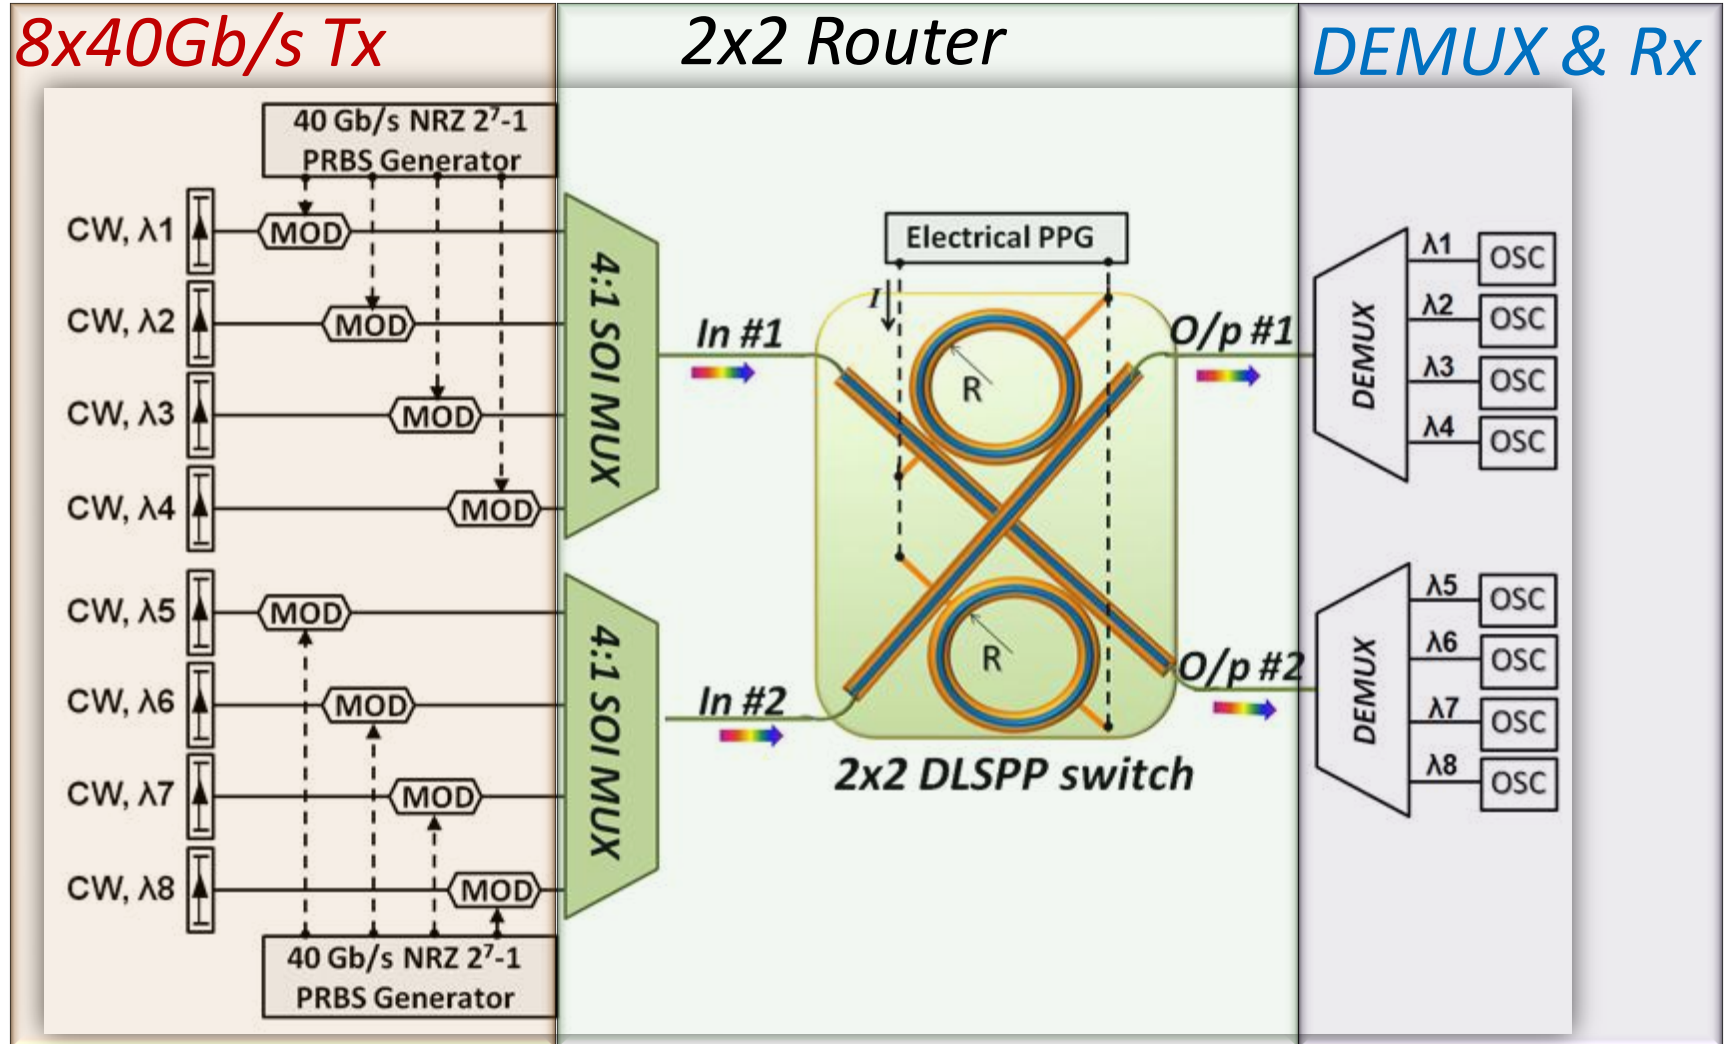 8x40Gb/s Tx
2x2 Router
DEMUX & Rx
40 Gb/s NRZ 2⁷-1
PRBS Generator
CW, λ1
MOD
CW, λ2
MOD
CW, λ3
MOD
CW, λ4
MOD
CW, λ5
MOD
CW, λ6
MOD
CW, λ7
MOD
CW, λ8
MOD
40 Gb/s NRZ 2⁷-1
PRBS Generator
4:1 SOI MUX
4:1 SOI MUX
In #1
In #2
Electrical PPG
I
R
R
2x2 DLSPP switch
O/p #1
O/p #2
DEMUX
λ1
OSC
λ2
OSC
λ3
OSC
λ4
OSC
DEMUX
λ5
OSC
λ6
OSC
λ7
OSC
λ8
OSC